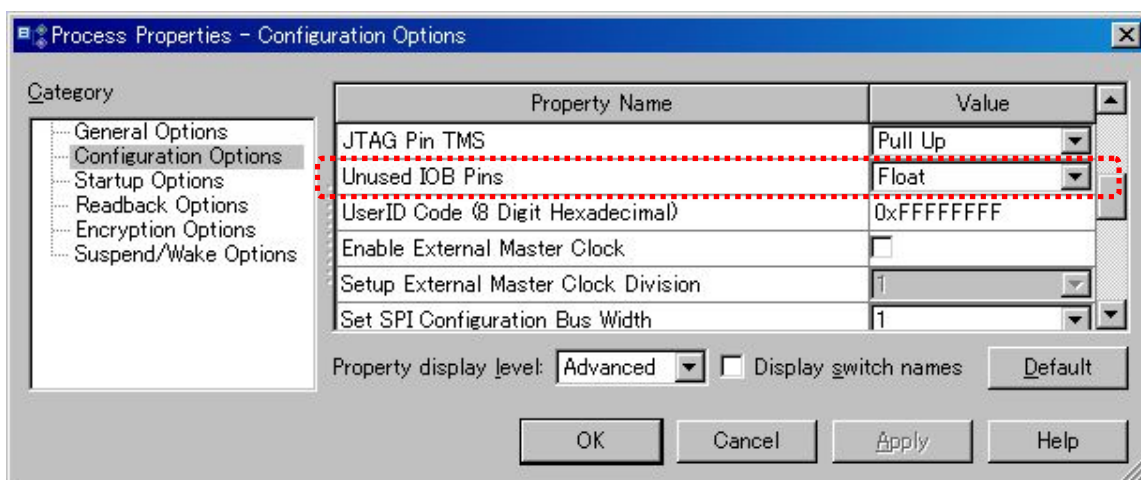 Process Properties - Configuration Options
Category
General Options
Configuration Options
Startup Options
Readback Options
Encryption Options
Suspend/Wake Options
Property Name Value
JTAG Pin TMS Pull Up
Unused IOB Pins Float
UserID Code (8 Digit Hexadecimal) 0xFFFFFFFF
Enable External Master Clock
Setup External Master Clock Division 1
Set SPI Configuration Bus Width 1
Property display level: Advanced Display switch names Default
OK Cancel Apply Help